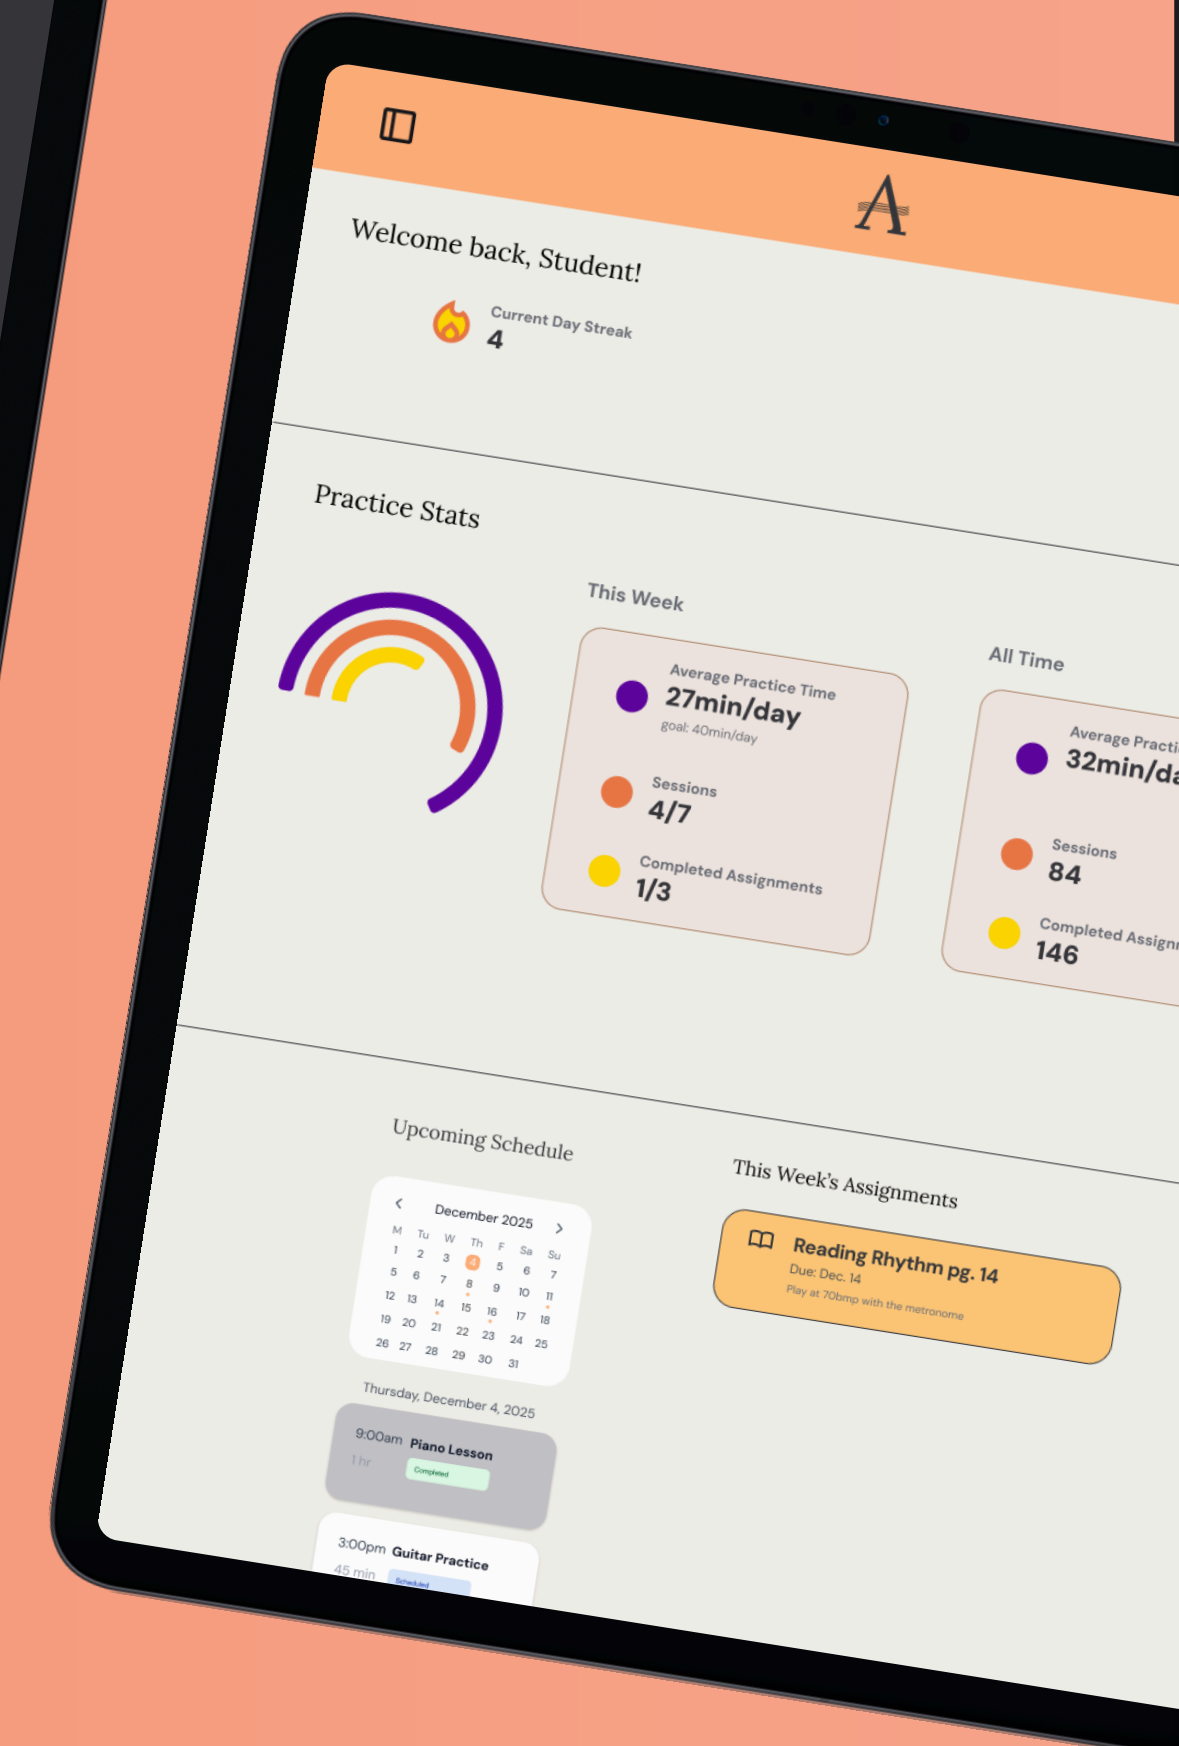 A
Welcome back, Student!
Current Day Streak
4
Practice Stats
This Week
Average Practice Time
27min/day
goal: 40min/day
Sessions
4/7
Completed Assignments
1/3
All Time
Average Practi
32min/da
Sessions
84
Completed Assignm
146
Upcoming Schedule
December 2025
M Tu W Th F Sa Su
1 2 3 4 5 6 7
5 6 7 8 9 10 11
12 13 14 15 16 17 18
19 20 21 22 23 24 25
26 27 28 29 30 31
Thursday, December 4, 2025
9:00am Piano Lesson
1 hr Completed
3:00pm Guitar Practice
45 min Scheduled
This Week's Assignments
Reading Rhythm pg. 14
Due: Dec. 14
Play at 70bmp with the metronome